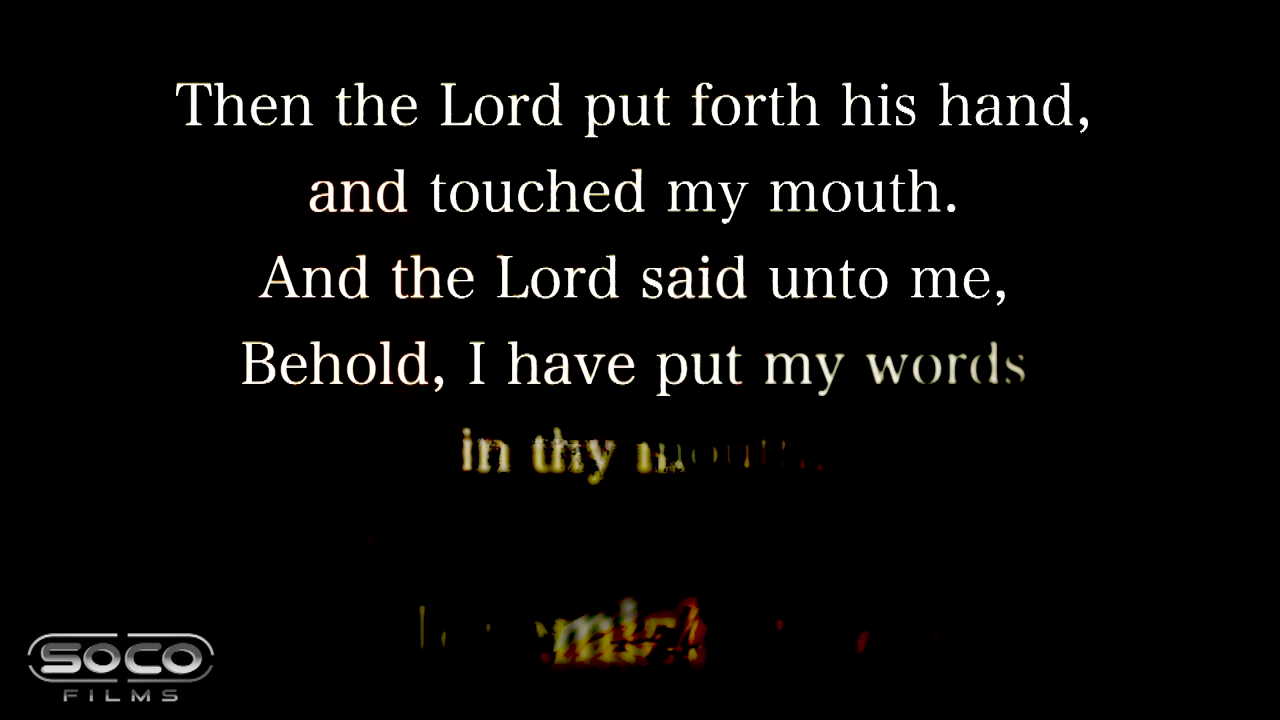 Then the Lord put forth his hand,
and touched my mouth.
And the Lord said unto me,
Behold, I have put my words
in thy
SOCO
FILMS